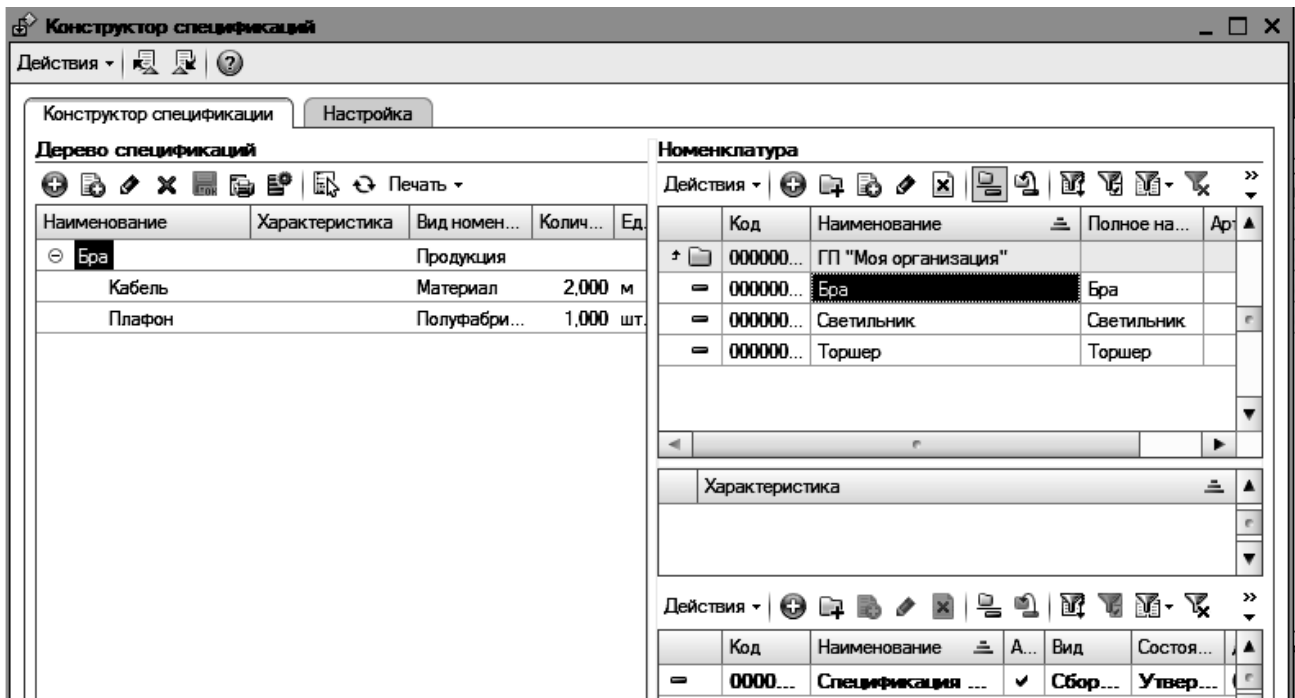 Конструктор спецификаций
Действия
Конструктор спецификации Настройка
Дерево спецификаций
Печать
Наименование Характеристика Вид номен... Колич... Ед.
Бра Продукция
Кабель Материал 2,000 м
Плафон Полуфабри... 1,000 шт.
Номенклатура
Действия
Код Наименование Полное на... Арт
000000... ГП "Моя организация"
000000... Бра Бра
000000... Светильник Светильник
000000... Торшер Торшер
Характеристика
Действия
Код Наименование А... Вид Состоя...
0000... Спецификация ... Сбор... Утвер...